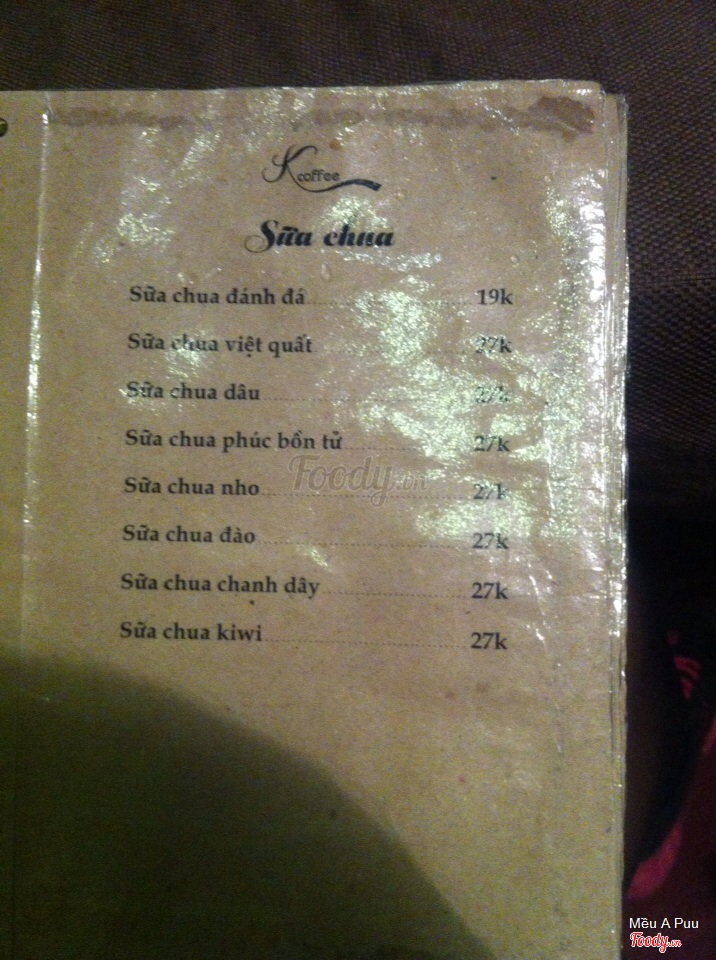 K coffee
Sữa chua
Sữa chua đánh đá 19k
Sữa chua việt quất 27k
Sữa chua dâu 27k
Sữa chua phúc bồn tử 27k
Foody.vn
Sữa chua nho 27k
Sữa chua đào 27k
Sữa chua chanh dây 27k
Sữa chua kiwi 27k
Mều A Puu
Foody.vn